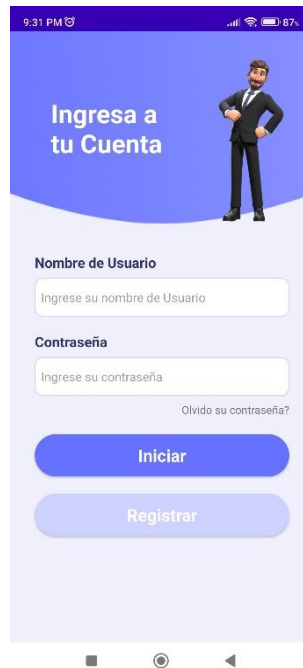 9:31 PM
87%
Ingresa a
tu Cuenta
Nombre de Usuario
Ingrese su nombre de Usuario
Contraseña
Ingrese su contraseña
Olvido su contraseña?
Iniciar
Registrar